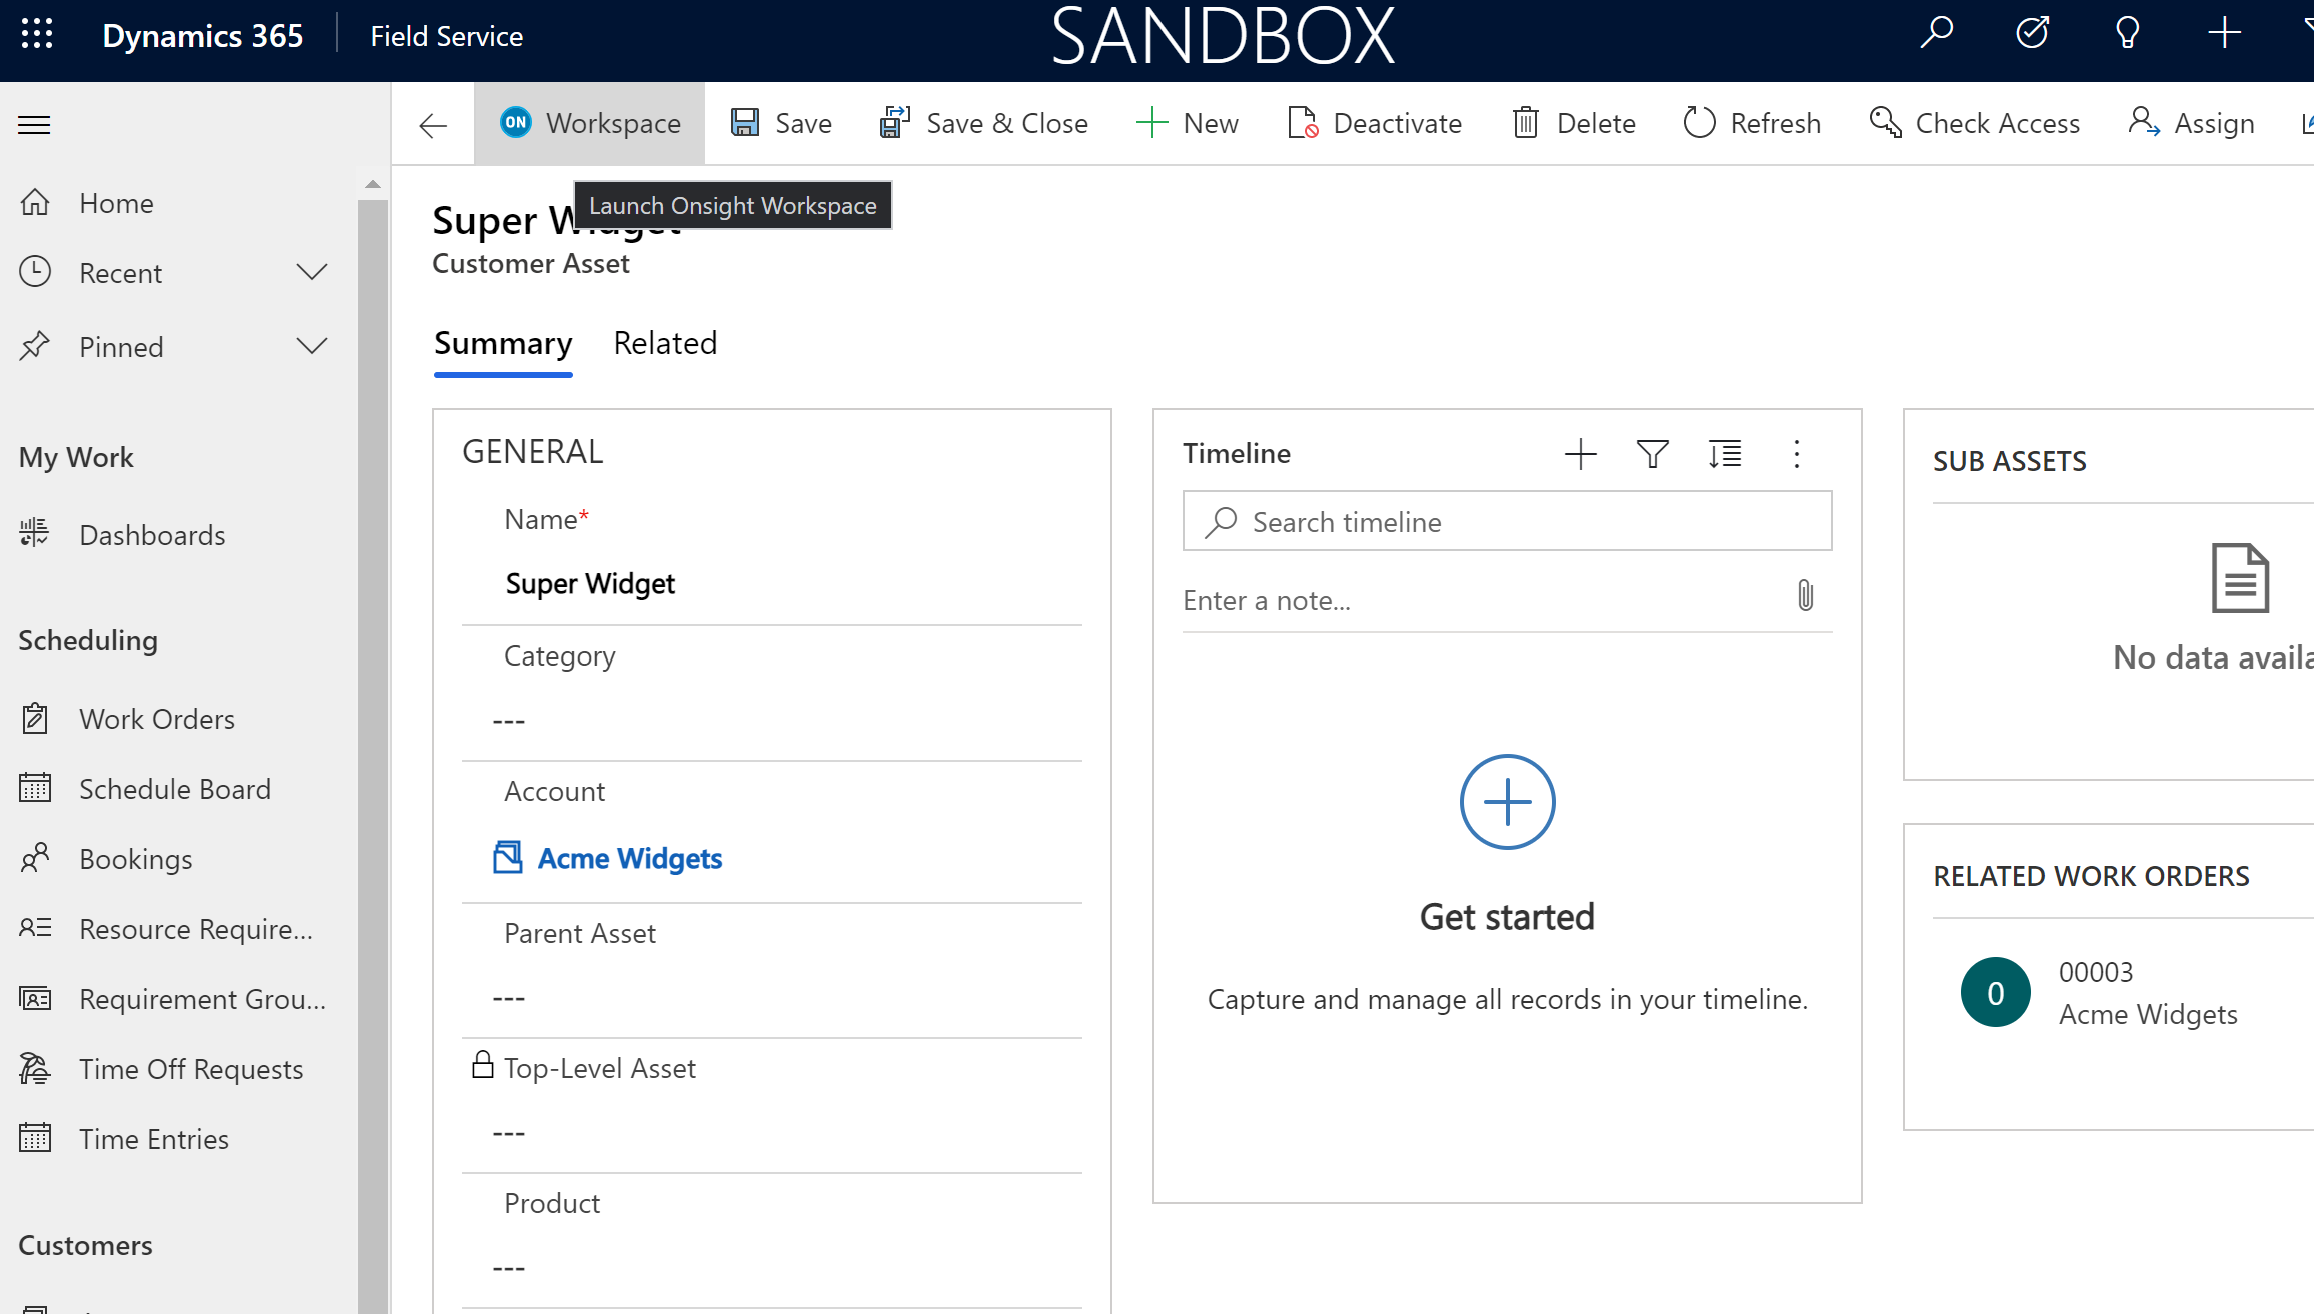 Dynamics 365
Field Service
SANDBOX
ON Workspace
Save
Save & Close
New
Deactivate
Delete
Refresh
Check Access
Assign
Home
Recent
Pinned
My Work
Dashboards
Scheduling
Work Orders
Schedule Board
Bookings
Resource Require...
Requirement Grou...
Time Off Requests
Time Entries
Customers
Launch Onsight Workspace
Super Widget
Customer Asset
Summary
Related
GENERAL
Name*
Super Widget
Category
---
Account
Acme Widgets
Parent Asset
---
Top-Level Asset
---
Product
---
Timeline
Search timeline
Enter a note...
Get started
Capture and manage all records in your timeline.
SUB ASSETS
No data availa
RELATED WORK ORDERS
0
00003
Acme Widgets